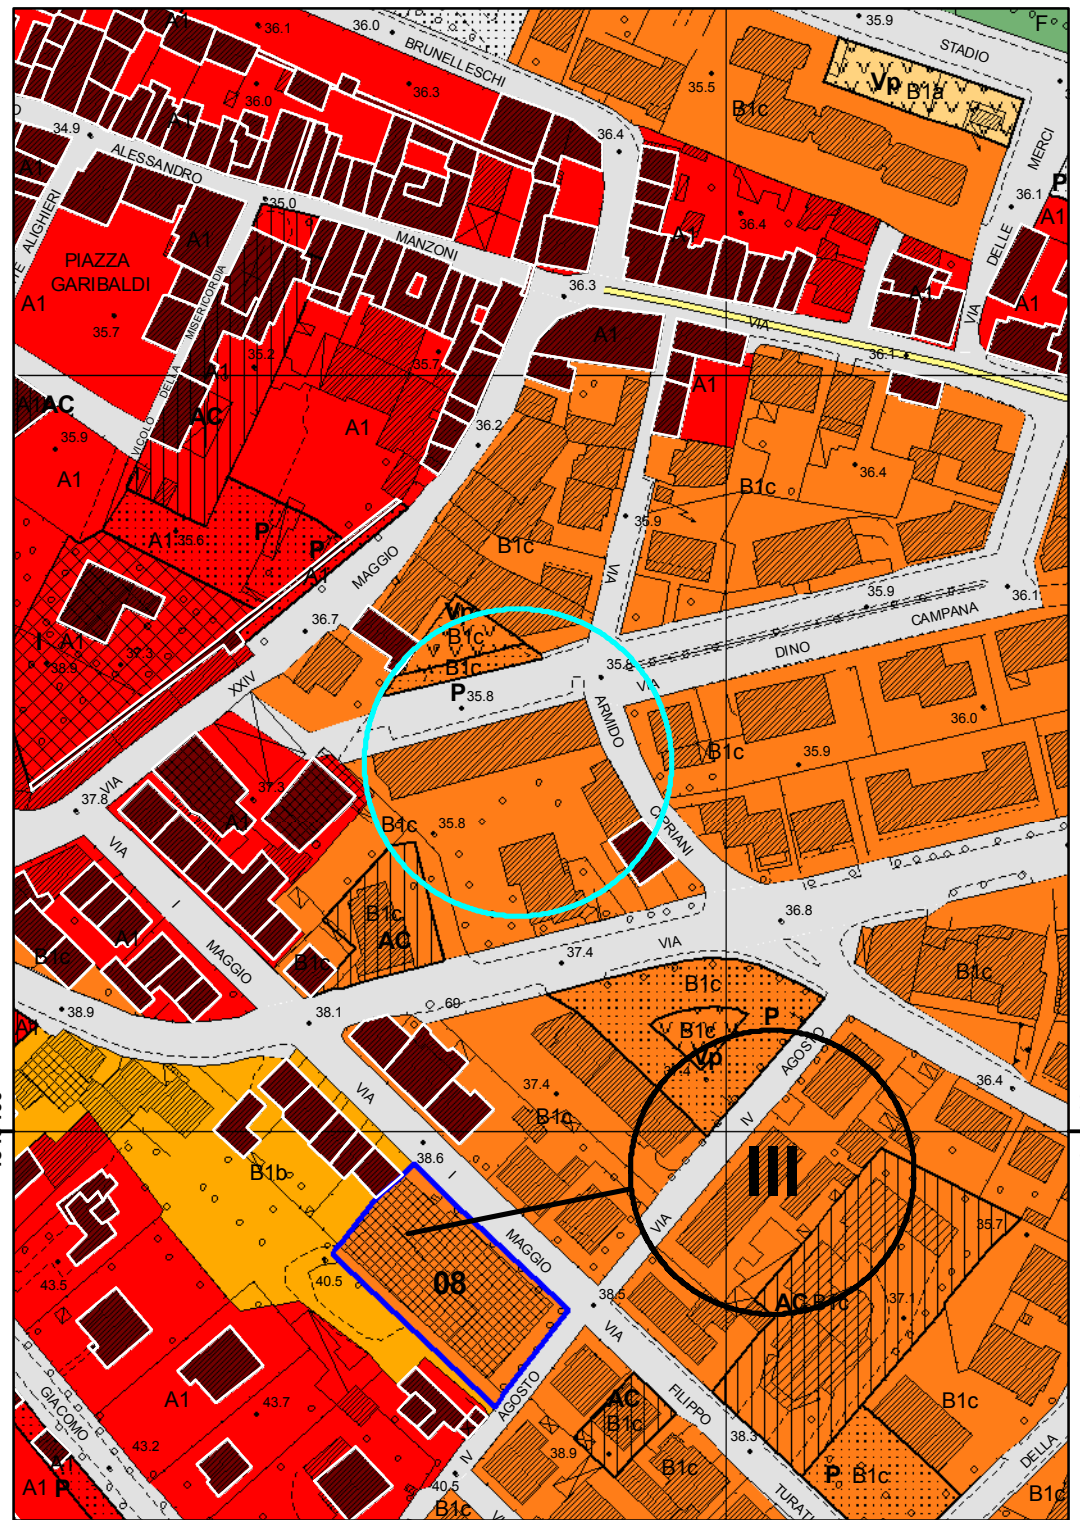 A1
36.1
36.0
BRUNELLESCHI
35.9
STADIO
F
36.0
36.3
35.5
B1c
Vp B1a
34.9
A1
36.4
MERCI
A1
ALESSANDRO
P
ALIGHIERI
35.0
36.1
A1
A1
MANZONI
A1
36.4
DELLE
PIAZZA
GARIBALDI
MISERICORDIA
36.3
A1
A1
A1
VIA
35.7
35.2
35.7
A1
VIA
36.1
A1
DELLA
A1
A1
AC
AC
VICOLO
A1
36.2
35.9
A1
36.4
B1c
35.9
P
A1
35.6
P
A1
MAGGIO
B1c
VIA
35.9
36.1
CAMPANA
Vp
B1c
36.7
I A1
38.9
37.3
B1c
35.8
DINO
XXIV
P
35.8
VIA
ARMIDO
36.0
B1c
35.9
VIA
37.8
37.3
A1
B1c
35.8
CIPRIANI
VIA
I
B1c
AC
36.8
A1
MAGGIO
B1c
B1c
VIA
37.4
B1c
B1c
38.9
69
38.1
B1c
P
A1
Vp
AGOSTO
VIA
37.4
B1c
36.4
IV
38.6
I
III
B1b
VIA
35.7
MAGGIO
40.5
08
43.5
38.5
AC B1c
37.1
VIA
A1
AGOSTO
AC
B1c
FILIPPO
B1c
GIACOMO
43.7
43.2
38.9
38.3
DELLA
A1
IV
B1c
P B1c
40.5
A1 P
B1c
TURATI
B1c